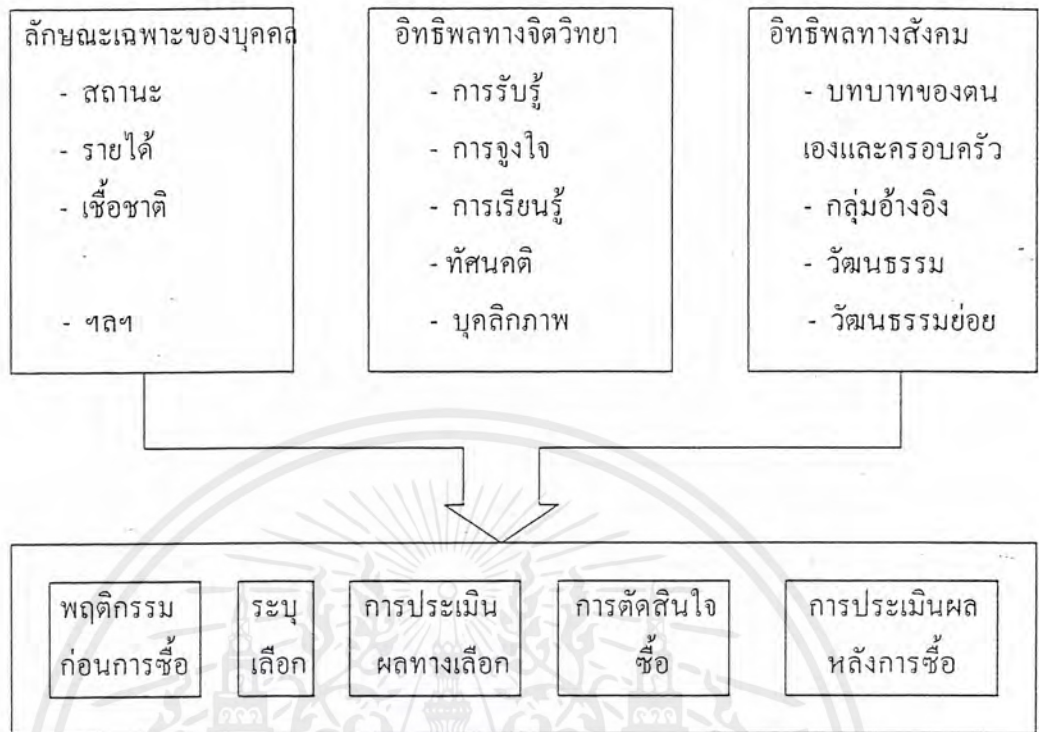 ลักษณะเฉพาะของบุคคล
- สถานะ
- รายได้
- เชื้อชาติ
- ฯลฯ
อิทธิพลทางจิตวิทยา
- การรับรู้
- การจูงใจ
- การเรียนรู้
- ทัศนคติ
- บุคลิกภาพ
อิทธิพลทางสังคม
- บทบาทของตน
เองและครอบครัว
- กลุ่มอ้างอิง
- วัฒนธรรม
- วัฒนธรรมย่อย
พฤติกรรม
ก่อนการซื้อ
ระบุ
เลือก
การประเมิน
ผลทางเลือก
การตัดสินใจ
ซื้อ
การประเมินผล
หลังการซื้อ